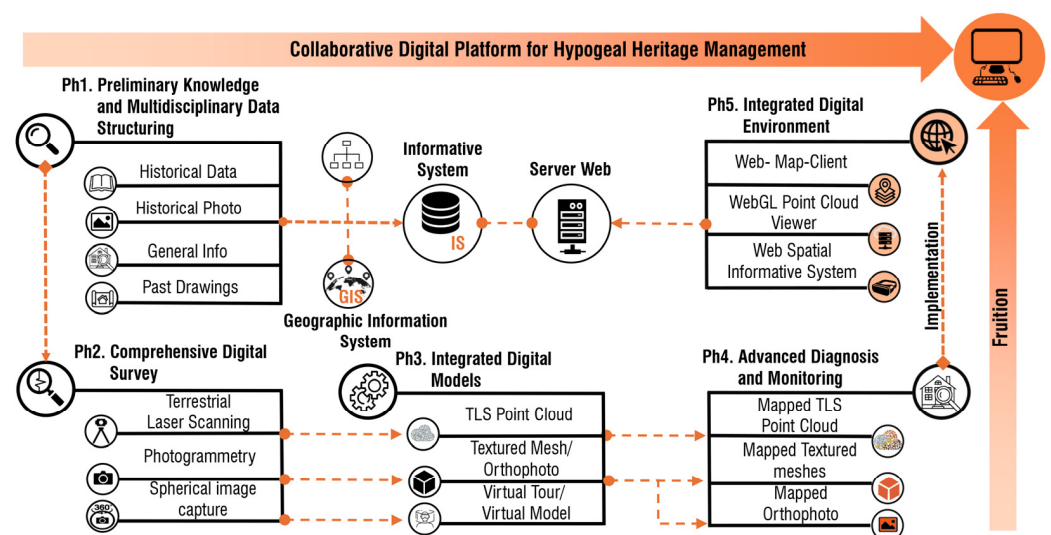 Collaborative Digital Platform for Hypogeal Heritage Management
Ph1. Preliminary Knowledge
and Multidisciplinary Data
Structuring
Historical Data
Historical Photo
General Info
Past Drawings
Informative
System
IS
GIS
Geographic Information
System
Server Web
Ph5. Integrated Digital
Environment
Web- Map-Client
WebGL Point Cloud
Viewer
Web Spatial
Informative System
Implementation
Fruition
Ph2. Comprehensive Digital
Survey
Terrestrial
Laser Scanning
Photogrammetry
Spherical image
capture
360°
Ph3. Integrated Digital
Models
TLS Point Cloud
Textured Mesh/
Orthophoto
Virtual Tour/
Virtual Model
Ph4. Advanced Diagnosis
and Monitoring
Mapped TLS
Point Cloud
Mapped Textured
meshes
Mapped
Orthophoto